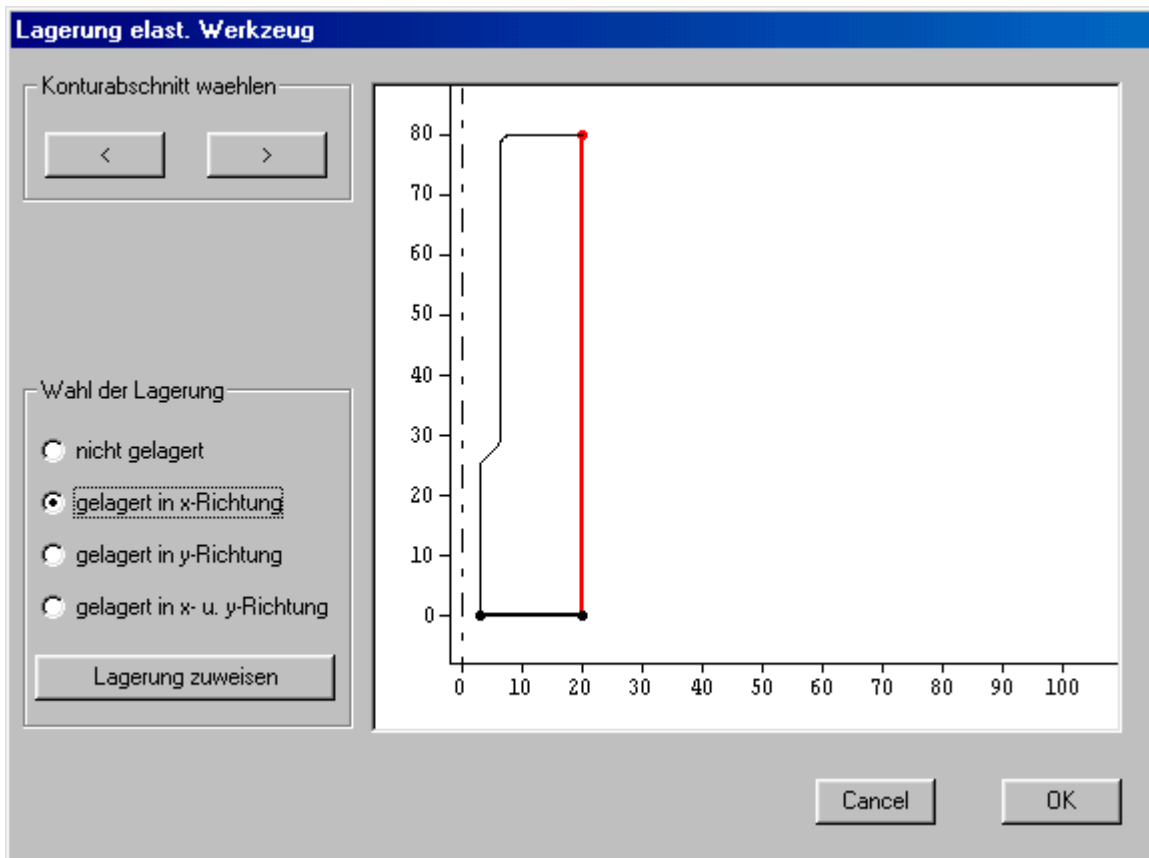 Lagerung elast. Werkzeug
Konturabschnitt waehlen
< >
Wahl der Lagerung
nicht gelagert
gelagert in x-Richtung
gelagert in y-Richtung
gelagert in x- u. y-Richtung
Lagerung zuweisen
80
70
60
50
40
30
20
10
0
0 10 20 30 40 50 60 70 80 90 100
Cancel OK